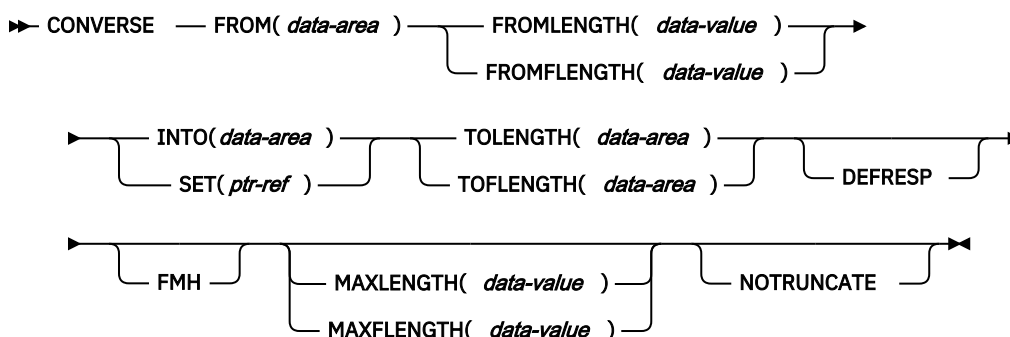 CONVERSE FROM( data-area ) FROMLENGTH( data-value )
FROMFLENGTH( data-value )
INTO( data-area ) TOLENGTH( data-area )
SET( ptr-ref ) TOFLENGTH( data-area ) DEFRESP
FMH MAXLENGTH( data-value ) NOTRUNCATE
MAXFLENGTH( data-value )